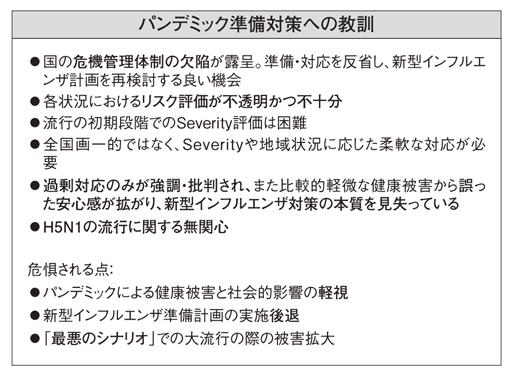 パンデミック準備対策への教訓
●国の危機管理体制の欠陥が露呈。準備・対応を反省し、新型インフルエ
ンザ計画を再検討する良い機会
●各状況におけるリスク評価が不透明かつ不十分
●流行の初期段階でのSeverity評価は困難
●全国画一的ではなく、Severityや地域状況に応じた柔軟な対応が必
要
●過剰対応のみが強調・批判され、また比較的軽微な健康被害から誤っ
た安心感が拡がり、新型インフルエンザ対策の本質を見失っている
●H5N1の流行に関する無関心
危惧される点:
●パンデミックによる健康被害と社会的影響の軽視
●新型インフルエンザ準備計画の実施後退
●「最悪のシナリオ」での大流行の際の被害拡大